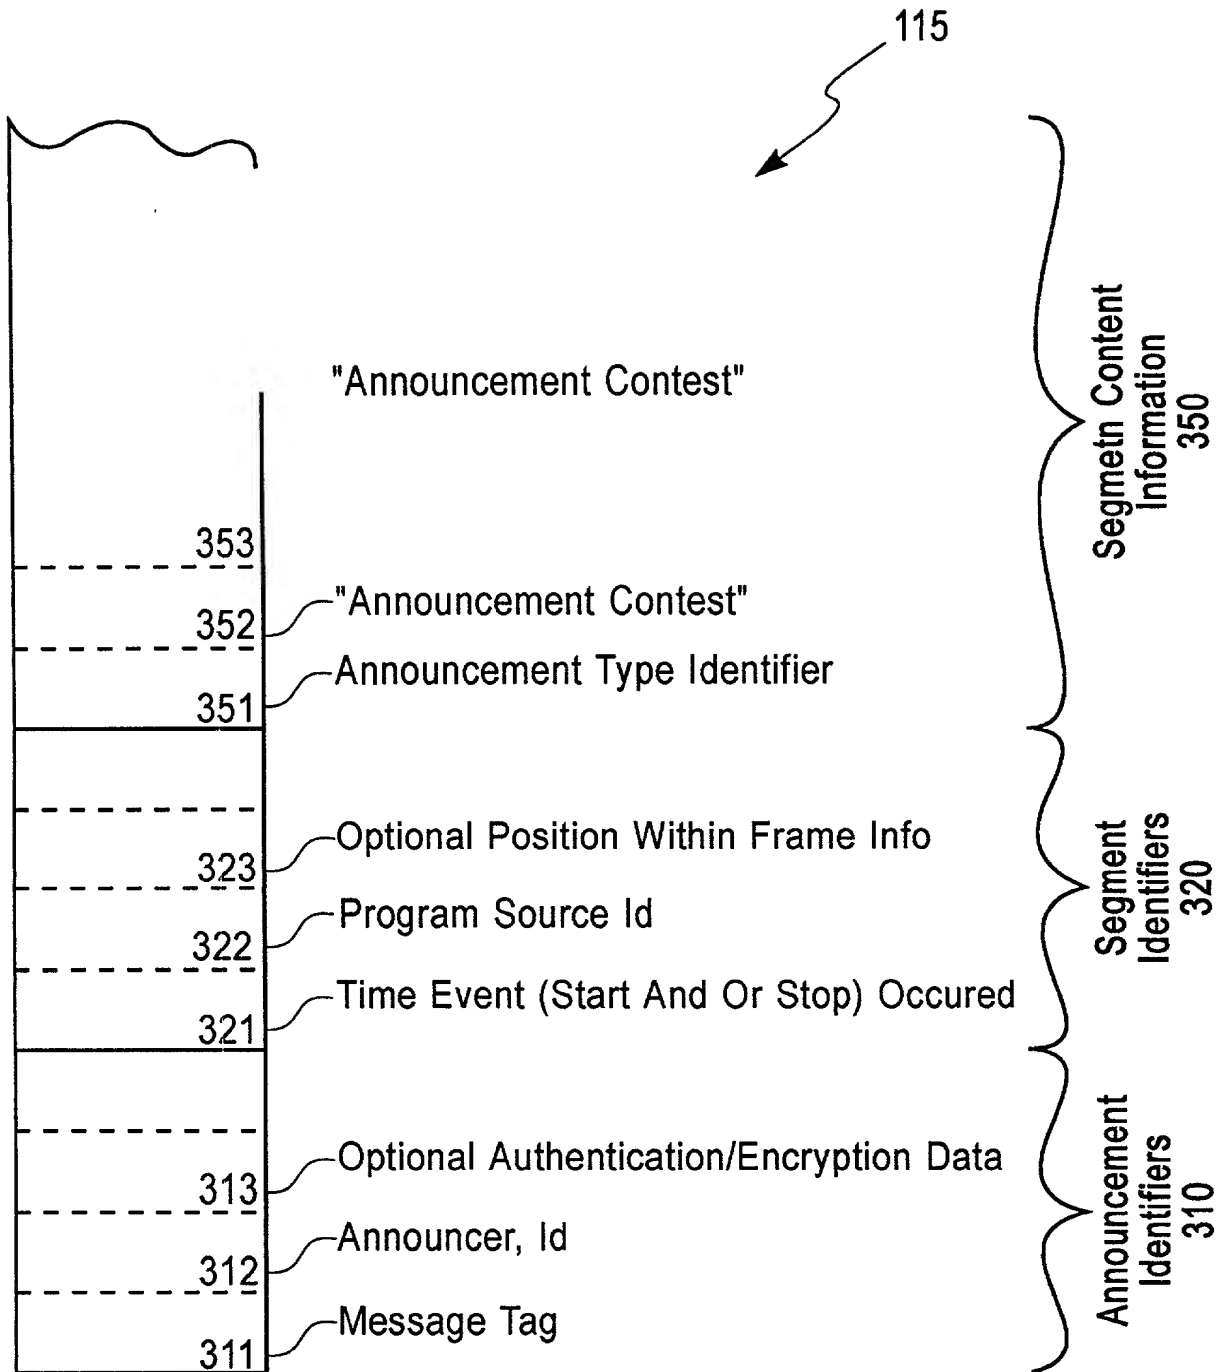 115
"Announcement Contest"
353
352
"Announcement Contest"
351
Announcement Type Identifier
Segmetn Content
Information
350
323
Optional Position Within Frame Info
322
Program Source Id
321
Time Event (Start And Or Stop) Occured
Segment
Identifiers
320
313
Optional Authentication/Encryption Data
312
Announcer, Id
311
Message Tag
Announcement
Identifiers
310